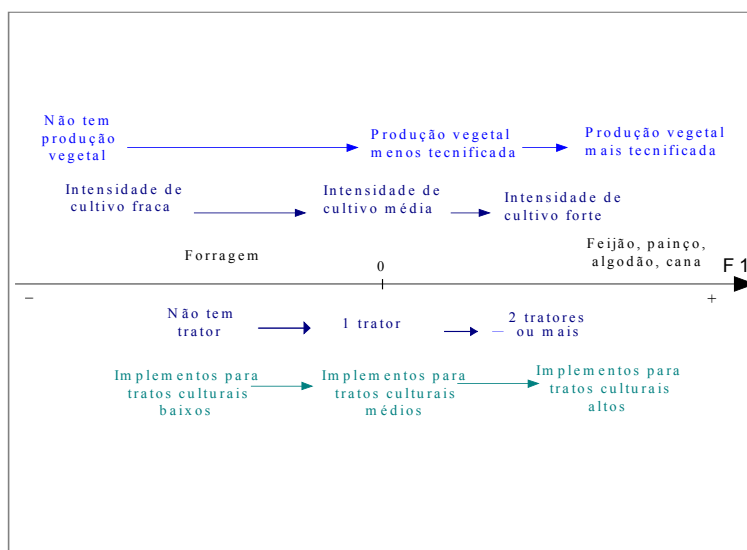 Não tem
produção
vegetal
Produção vegetal
menos tecnificada
Produção vegetal
mais tecnificada
Intensidade de
cultivo fraca
Intensidade de
cultivo média
Intensidade de
cultivo forte
Forragem
0
Feijão, painço,
algodão, cana
F 1
–
+
Não tem
trator
1 trator
2 tratores
ou mais
Implementos para
tratos culturais
baixos
Implementos para
tratos culturais
médios
Implementos para
tratos culturais
altos